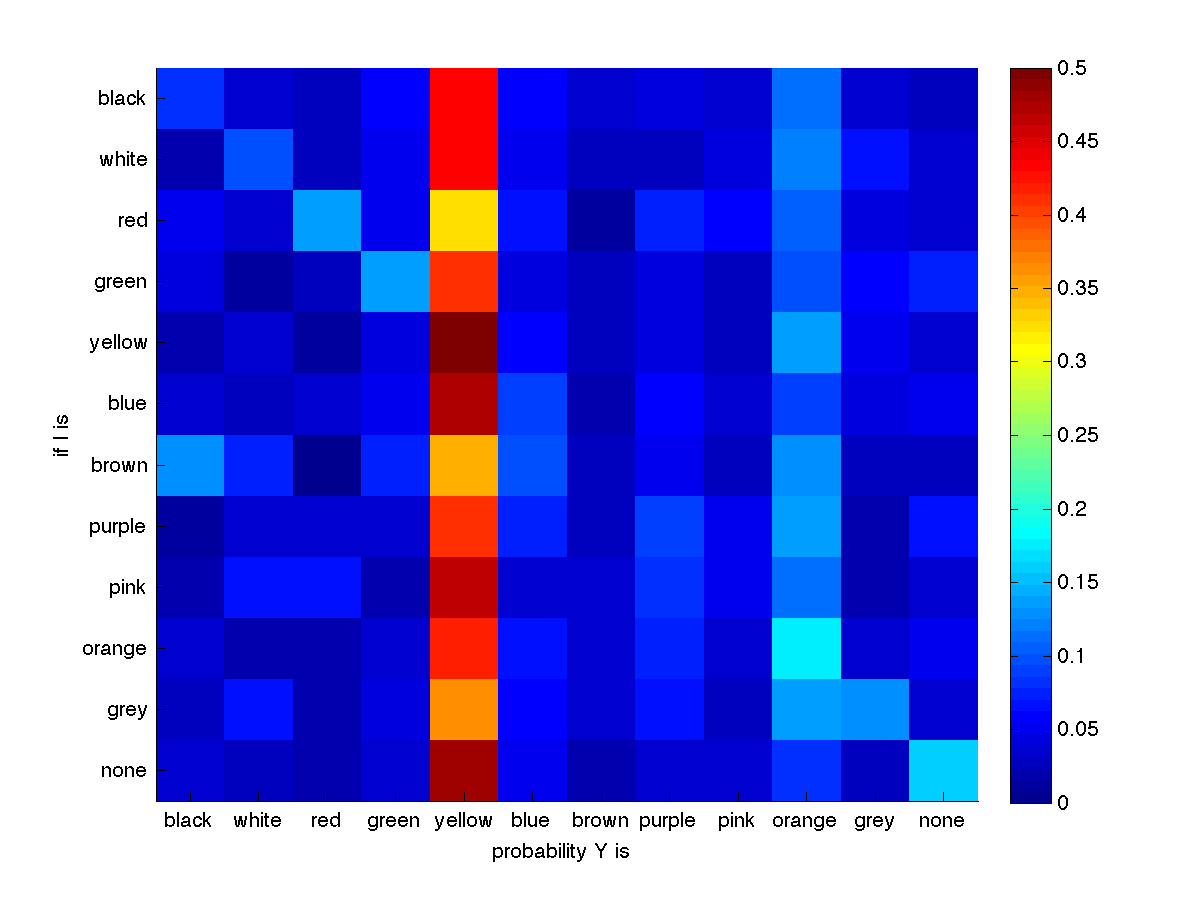 if I is
black
white
red
green
yellow
blue
brown
purple
pink
orange
grey
none
black white red green yellow blue brown purple pink orange grey none
probability Y is
0.5
0.45
0.4
0.35
0.3
0.25
0.2
0.15
0.1
0.05
0